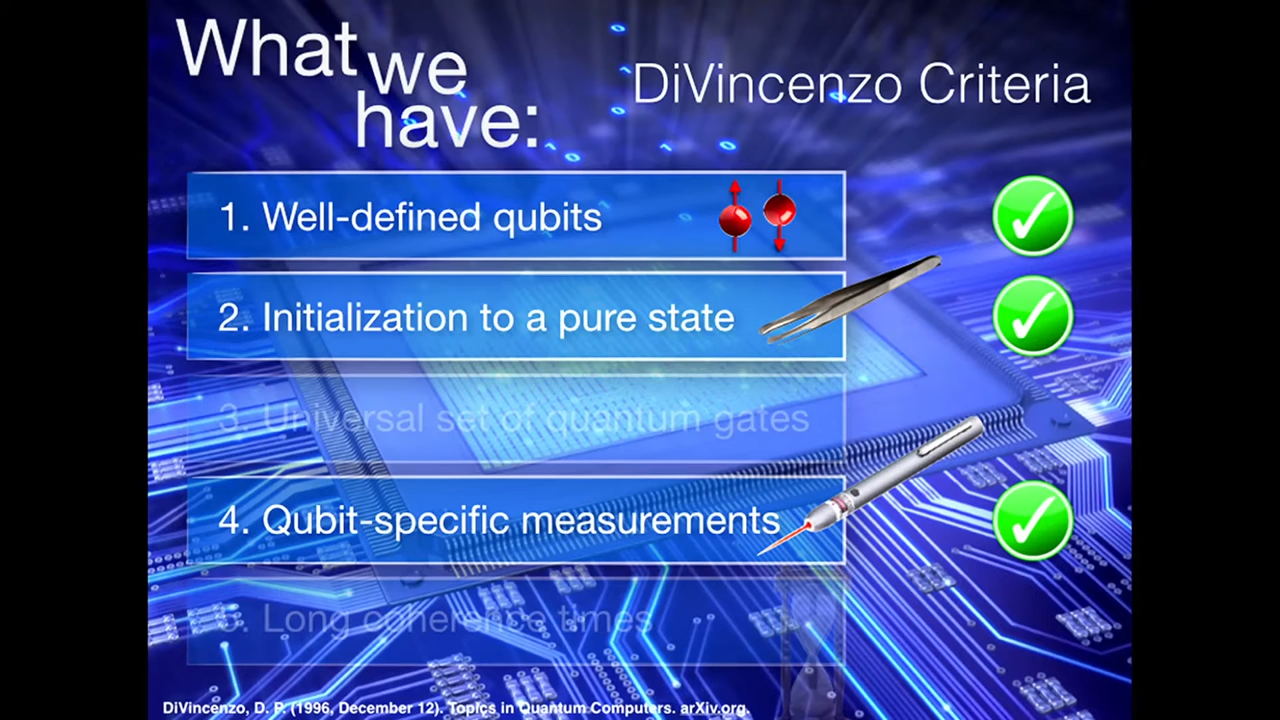 What we have:
DiVincenzo Criteria
1. Well-defined qubits
2. Initialization to a pure state
3. Universal set of quantum gates
4. Qubit-specific measurements
5. Long coherence times
DiVincenzo, D. P. (1996, December 12). Topics in Quantum Computers. arXiv.org.